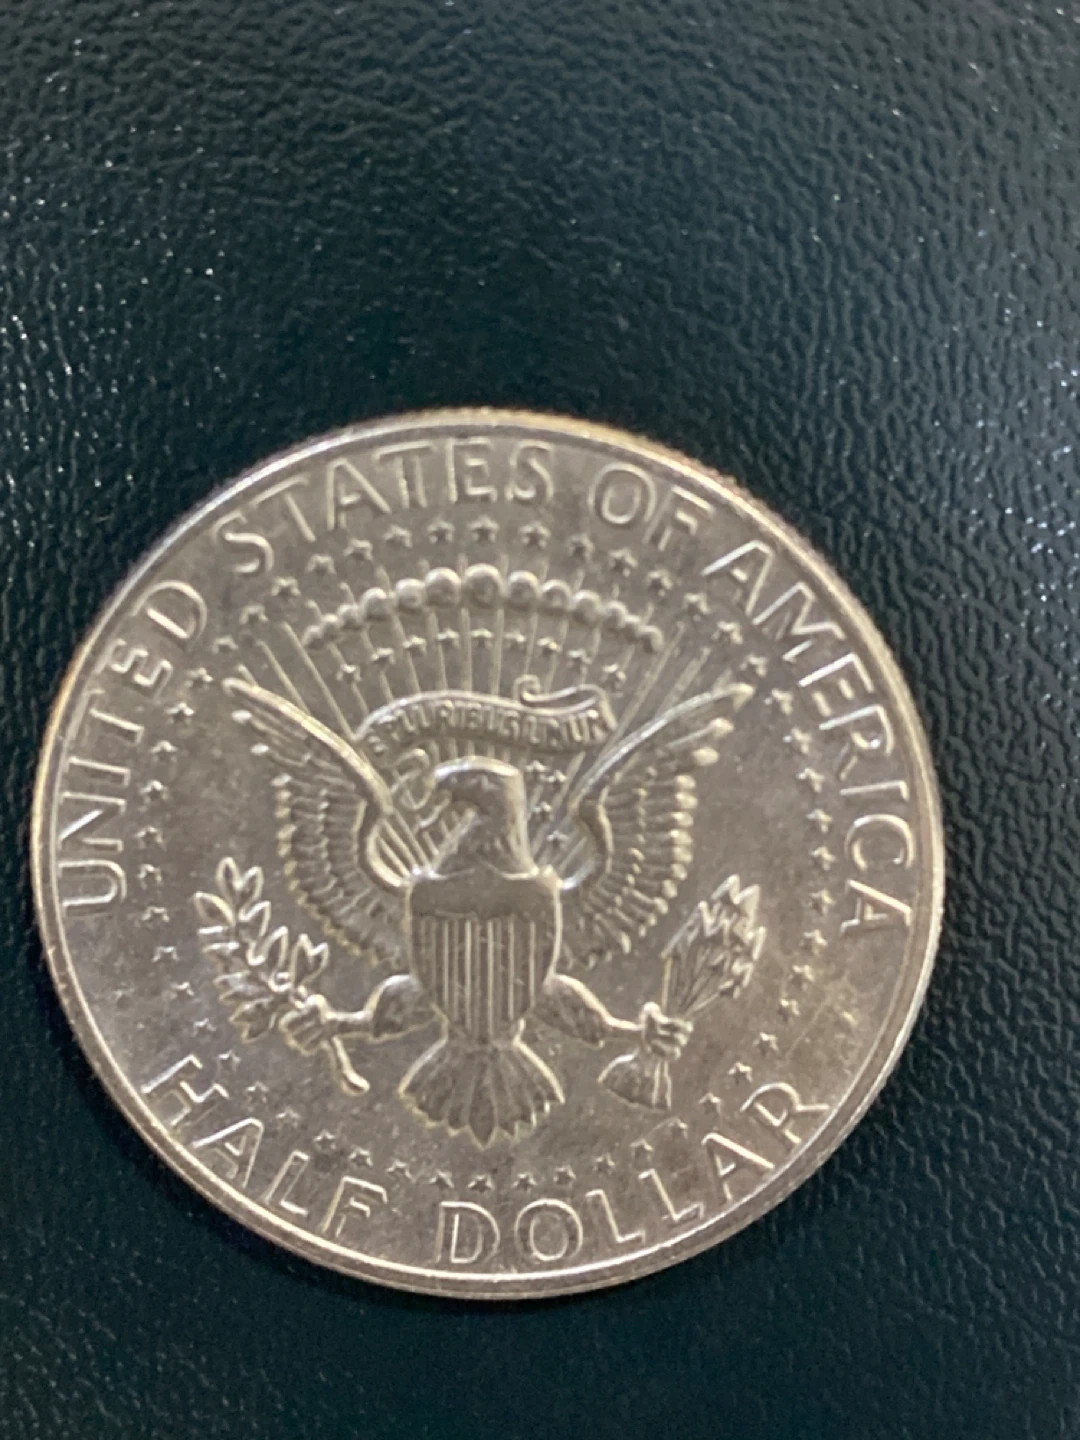 UNITED STATES OF AMERICA
E PLURIBUS UNUM
HALF DOLLAR